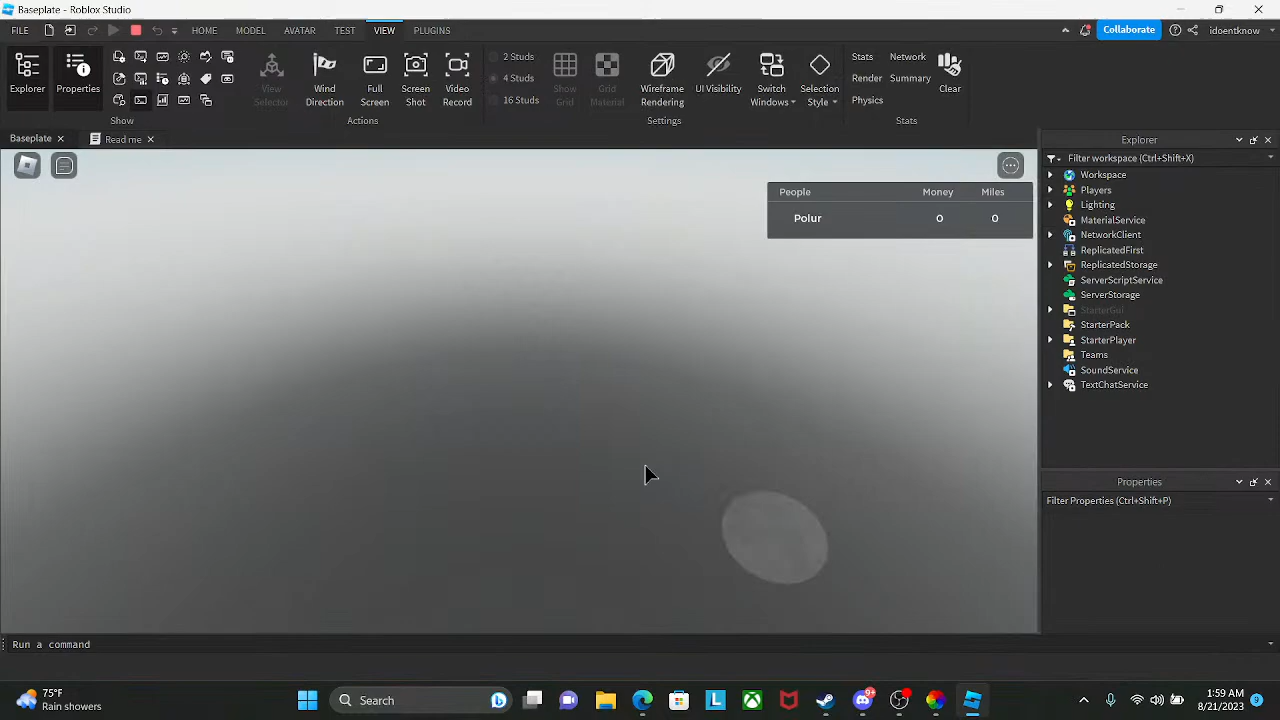 Baseplate - Roblox Studio
FILE HOME MODEL AVATAR TEST VIEW PLUGINS Collaborate idoentknow
Explorer Properties View Selector Wind Direction Full Screen Screen Shot Video Record 2 Studs 4 Studs 16 Studs Show Grid Grid Material Wireframe Rendering UI Visibility Switch Windows Selection Style Stats Network Render Summary Physics Clear
Show Actions Settings Stats
Baseplate Read me
Explorer
Filter workspace (Ctrl+Shift+X)
Workspace
Players
Lighting
MaterialService
NetworkClient
ReplicatedFirst
ReplicatedStorage
ServerScriptService
ServerStorage
StarterGui
StarterPack
StarterPlayer
Teams
SoundService
TextChatService
People Money Miles
Polur 0 0
Properties
Filter Properties (Ctrl+Shift+P)
Run a command
75°F
Rain showers
Search
9+
1:59 AM
8/21/2023
9